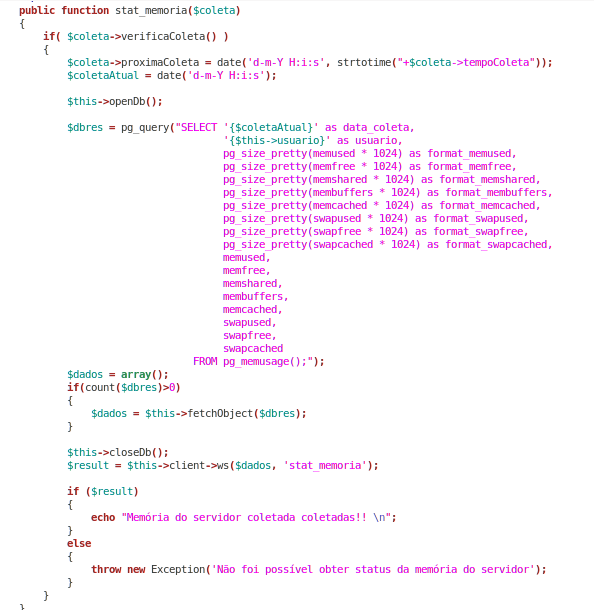 public function stat_memoria($coleta)
{
    if( $coleta->verificaColeta() )
    {
        $coleta->proximaColeta = date('d-m-Y H:i:s', strtotime("+$coleta->tempoColeta"));
        $coletaAtual = date('d-m-Y H:i:s');

        $this->openDb();

        $dbres = pg_query("SELECT '{$coletaAtual}' as data_coleta,
                                  '{$this->usuario}' as usuario,
                                  pg_size_pretty(memused * 1024) as format_memused,
                                  pg_size_pretty(memfree * 1024) as format_memfree,
                                  pg_size_pretty(memshared * 1024) as format_memshared,
                                  pg_size_pretty(membuffers * 1024) as format_membuffers,
                                  pg_size_pretty(memcached * 1024) as format_memcached,
                                  pg_size_pretty(swapused * 1024) as format_swapused,
                                  pg_size_pretty(swapfree * 1024) as format_swapfree,
                                  pg_size_pretty(swapcached * 1024) as format_swapcached,
                                  memused,
                                  memfree,
                                  memshared,
                                  membuffers,
                                  memcached,
                                  swapused,
                                  swapfree,
                                  swapcached
                             FROM pg_memusage();");
        $dados = array();
        if(count($dbres)>0)
        {
            $dados = $this->fetchObject($dbres);
        }

        $this->closeDb();
        $result = $this->client->ws($dados, 'stat_memoria');

        if ($result)
        {
            echo "Memória do servidor coletada coletadas!! \n";
        }
        else
        {
            throw new Exception('Não foi possível obter status da memória do servidor');
        }
    }
}